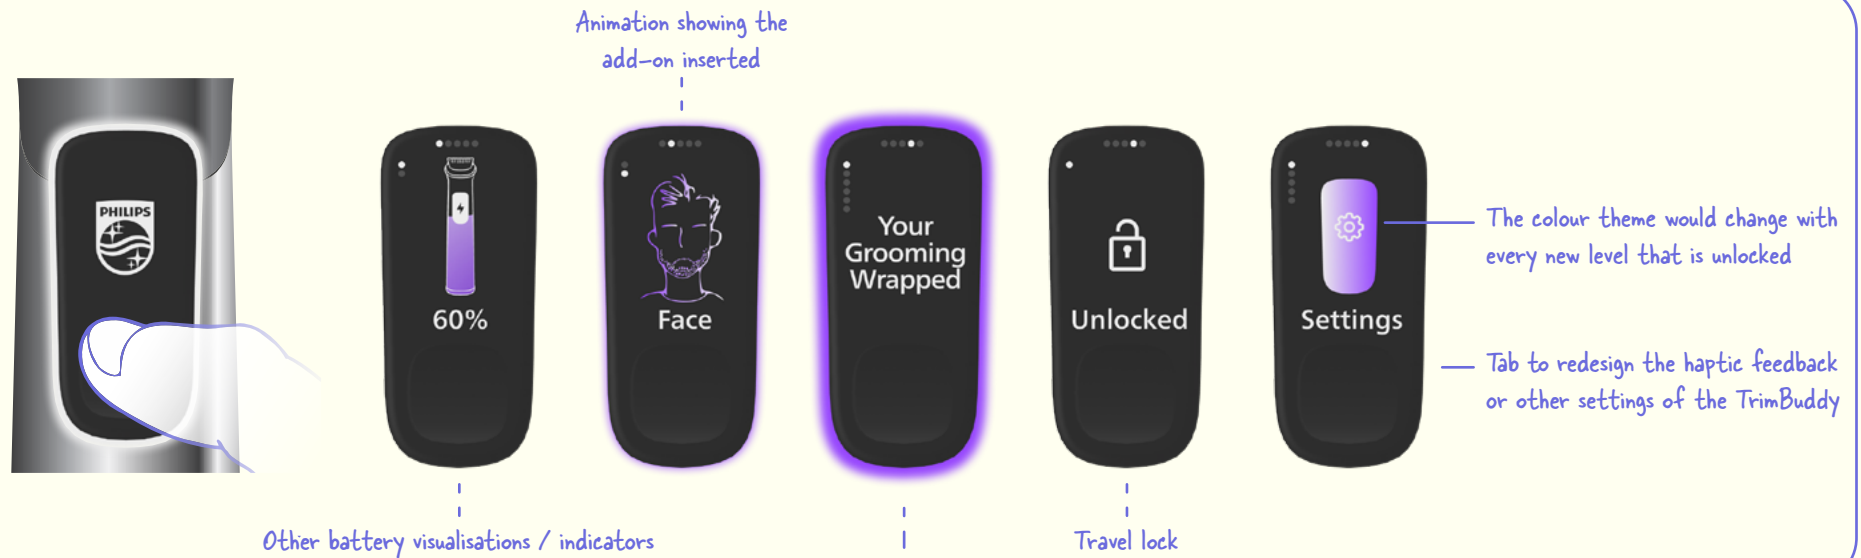 Animation showing the
add-on inserted
PHILIPS
60%
Face
Your
Grooming
Wrapped
Unlocked
Settings
The colour theme would change with
every new level that is unlocked
Tab to redesign the haptic feedback
or other settings of the TrimBuddy
Other battery visualisations / indicators
Travel lock